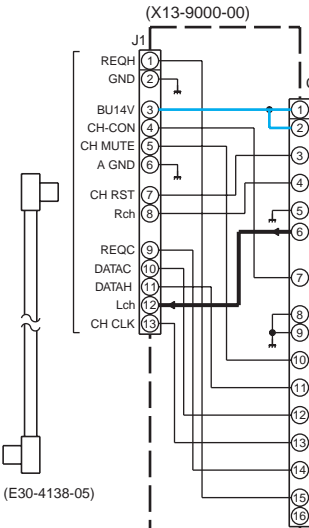 (X13-9000-00)
J1
REQH 1
GND 2
BU14V 3
CH-CON 4
CH MUTE 5
A GND 6
CH RST 7
Rch 8
REQC 9
DATAC 10
DATAH 11
Lch 12
CH CLK 13
1
2
3
4
5
6
7
8
9
10
11
12
13
14
15
16
(E30-4138-05)